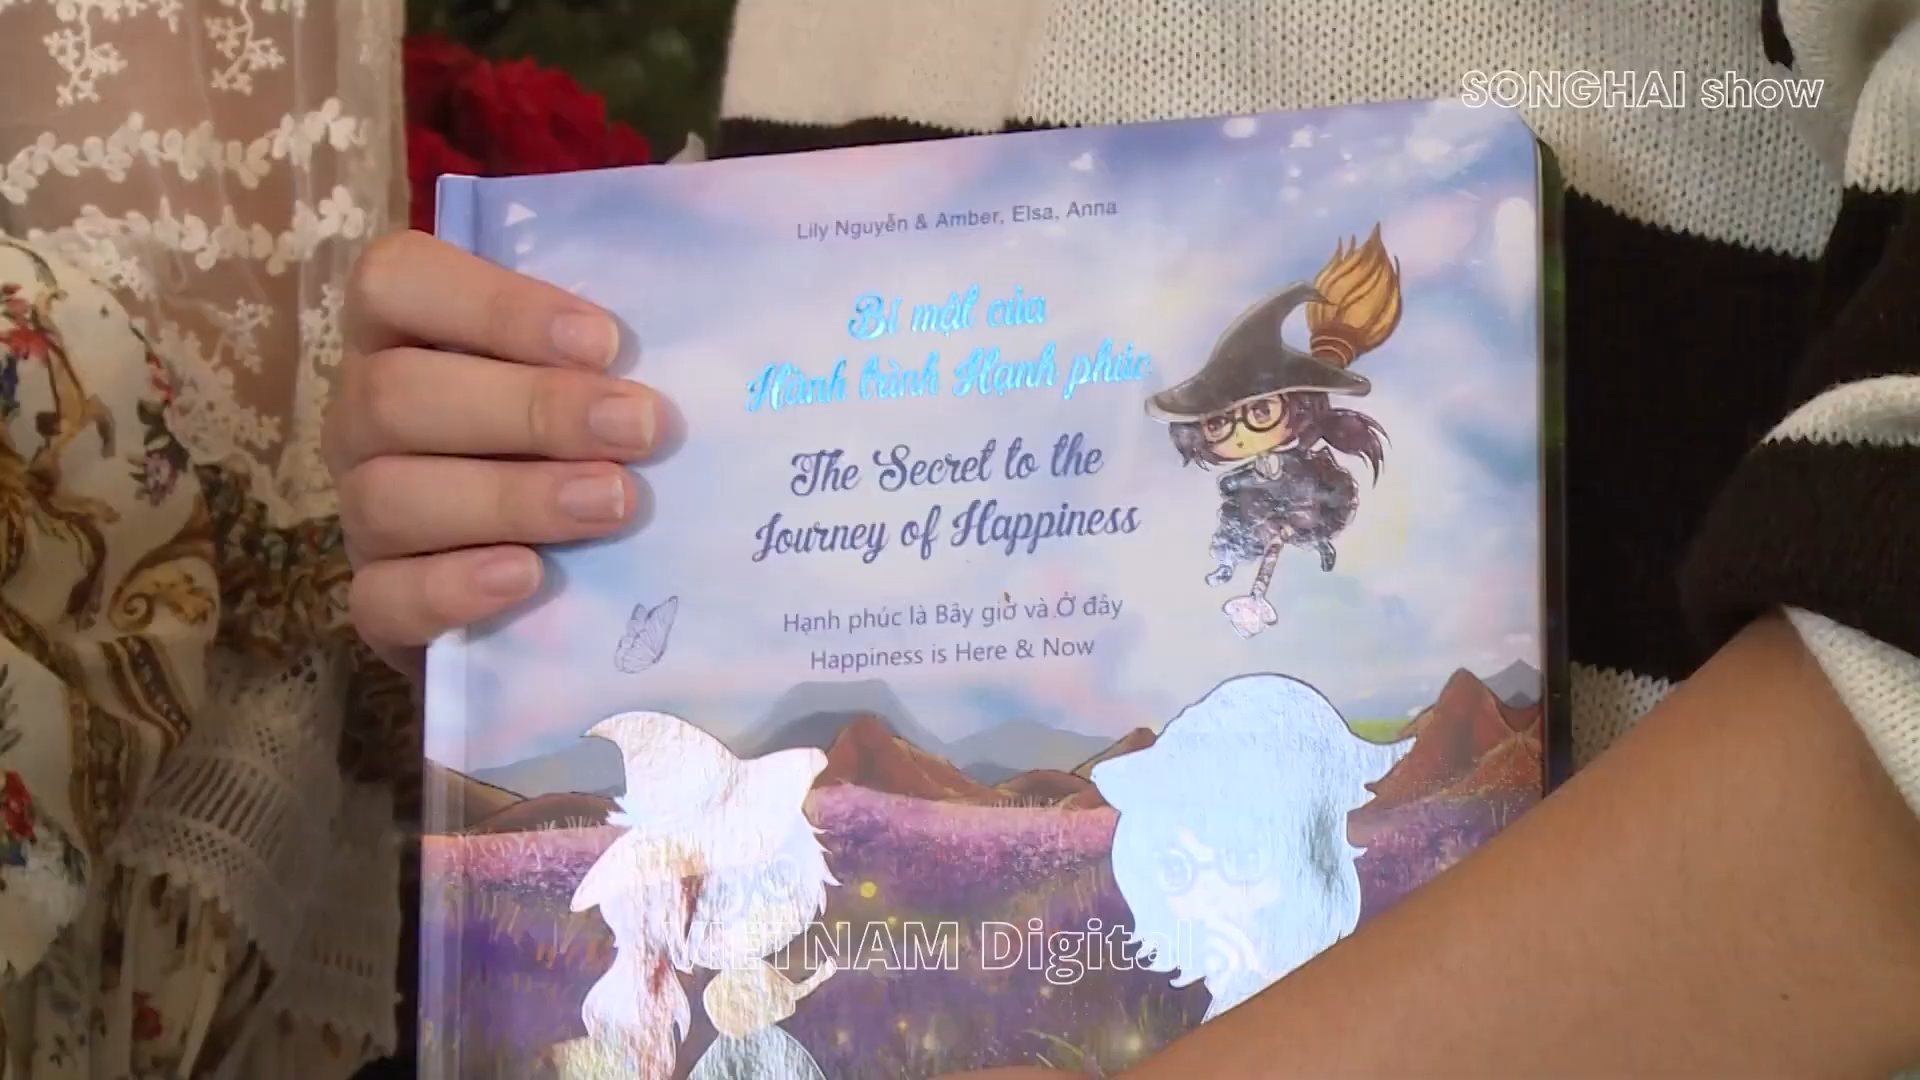 SONGHAI show
Lily Nguyễn & Amber, Elsa, Anna
Bí mật của
Hành trình Hạnh phúc
The Secret to the
Journey of Happiness
Hạnh phúc là Bây giờ và Ở đây
Happiness is Here & Now
VIETNAM Digital